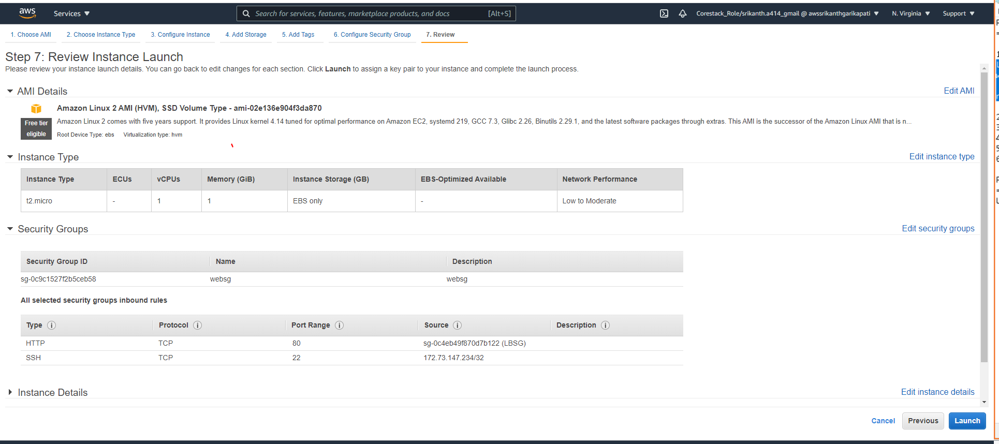 aws Services Search for services, features, marketplace products, and docs [Alt+S] Corestack_Role/srikanth.a414_gmail @ awssrikanthgarikapati N. Virginia Support
1. Choose AMI 2. Choose Instance Type 3. Configure Instance 4. Add Storage 5. Add Tags 6. Configure Security Group 7. Review
Step 7: Review Instance Launch
Please review your instance launch details. You can go back to edit changes for each section. Click Launch to assign a key pair to your instance and complete the launch process.
AMI Details Edit AMI
Amazon Linux 2 AMI (HVM), SSD Volume Type - ami-02e136e904f3da870
Free tier
eligible
Amazon Linux 2 comes with five years support. It provides Linux kernel 4.14 tuned for optimal performance on Amazon EC2, systemd 219, GCC 7.3, Glibc 2.26, Binutils 2.29.1, and the latest software packages through extras. This AMI is the successor of the Amazon Linux AMI that is n...
Root Device Type: ebs Virtualization type: hvm
Instance Type Edit instance type
Instance Type ECUs vCPUs Memory (GiB) Instance Storage (GB) EBS-Optimized Available Network Performance
t2.micro - 1 1 EBS only - Low to Moderate
Security Groups Edit security groups
Security Group ID Name Description
sg-0c9c1527f2b5ceb58 websg websg
All selected security groups inbound rules
Type Protocol Port Range Source Description
HTTP TCP 80 sg-0c4eb49f870d7b122 (LBSG)
SSH TCP 22 172.73.147.234/32
Instance Details Edit instance details
Cancel Previous Launch